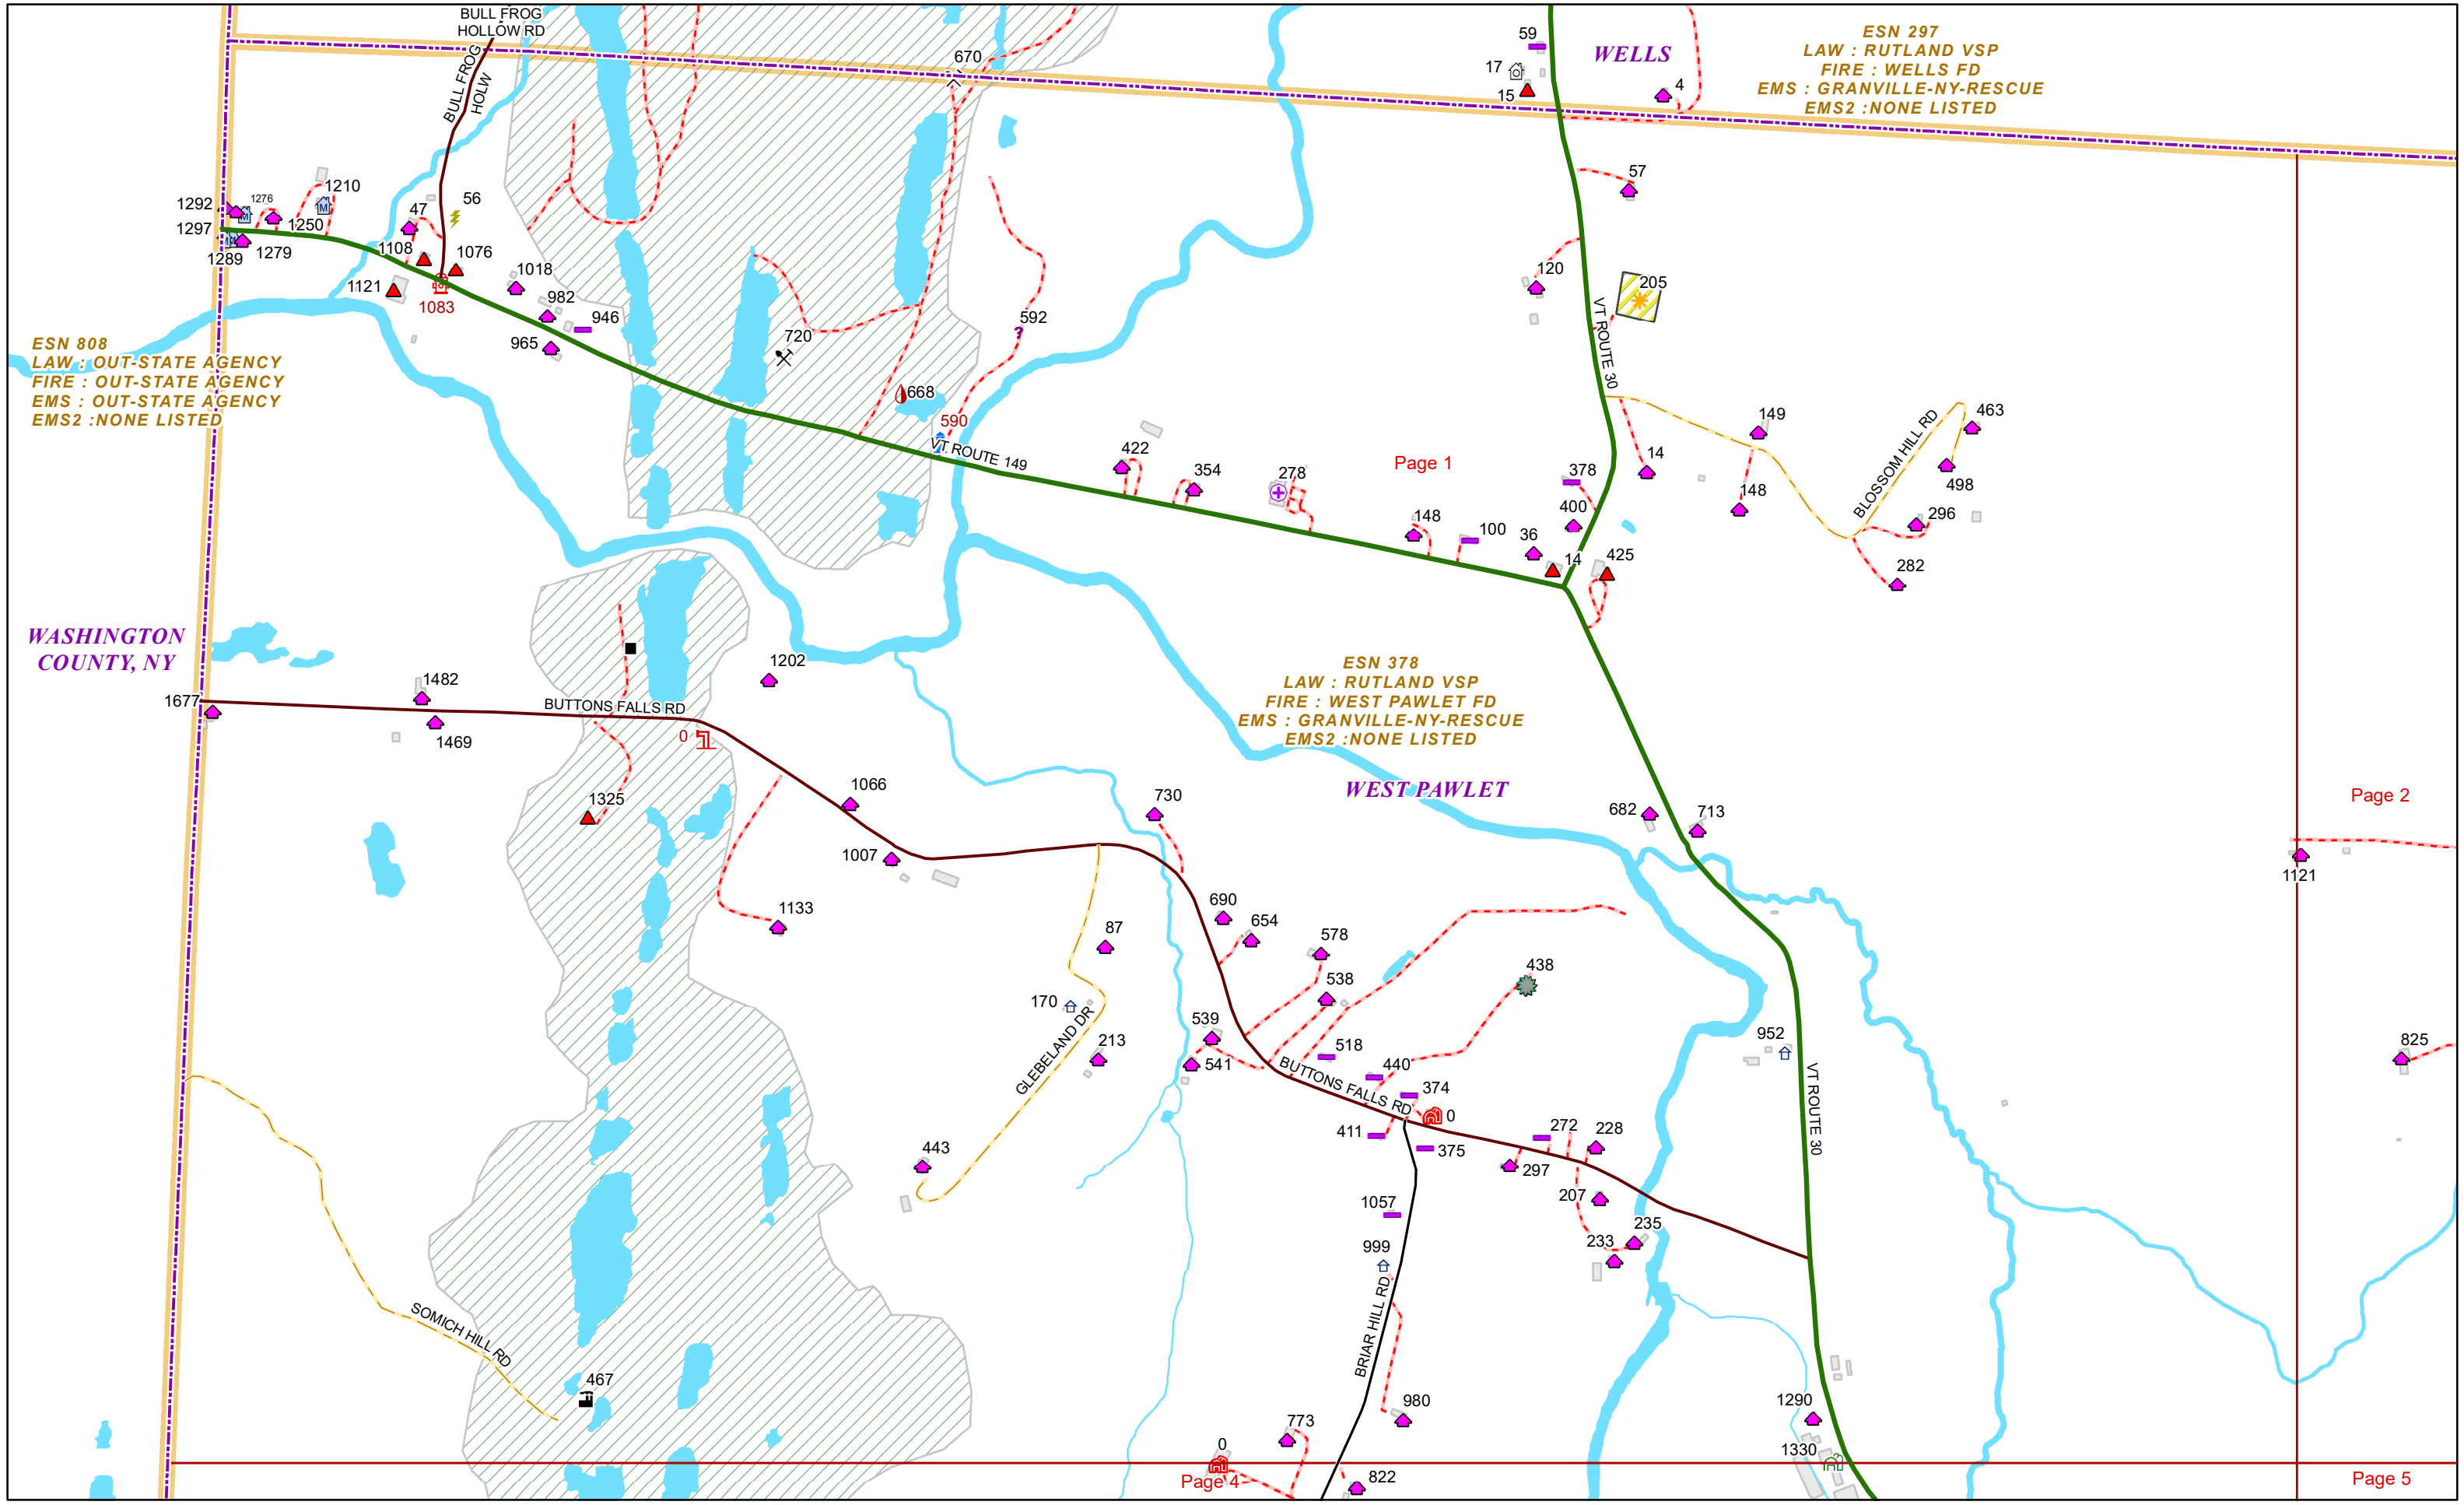 BULL FROG
HOLLOW RD
BULL FROG
HOLW
670
59
17
15
WELLS
4
ESN 297
LAW : RUTLAND VSP
FIRE : WELLS FD
EMS : GRANVILLE-NY-RESCUE
EMS2 :NONE LISTED
57
1292
1276
1210
1297
1250
1289
1279
47
56
1108
1076
1121
1083
1018
982
946
965
120
205
VT ROUTE 30
ESN 808
LAW : OUT-STATE AGENCY
FIRE : OUT-STATE AGENCY
EMS : OUT-STATE AGENCY
EMS2 :NONE LISTED
720
592
?
668
590
VT ROUTE 149
422
354
278
Page 1
378
14
149
BLOSSOM HILL RD
463
498
148
296
148
100
36
400
14
425
282
WASHINGTON
COUNTY, NY
1202
1482
1677
1469
BUTTONS FALLS RD
0
ESN 378
LAW : RUTLAND VSP
FIRE : WEST PAWLET FD
EMS : GRANVILLE-NY-RESCUE
EMS2 :NONE LISTED
WEST PAWLET
1325
1066
730
682
713
Page 2
1007
1121
1133
690
654
87
578
538
438
170
GLEBELAND DR
213
539
541
518
BUTTONS FALLS RD
440
374
0
952
VT ROUTE 30
825
411
375
272
228
297
443
207
1057
235
233
999
BRIAR HILL RD
SOMICH HILL RD
467
980
1290
773
0
1330
Page 4
822
Page 5